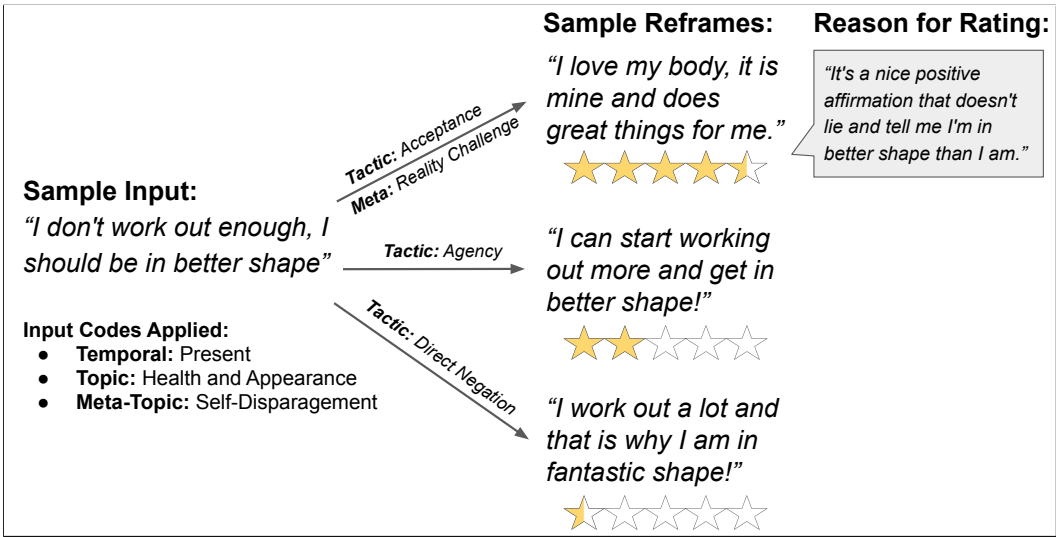 Sample Input:
“I don't work out enough, I
should be in better shape”
Input Codes Applied:
● Temporal: Present
● Topic: Health and Appearance
● Meta-Topic: Self-Disparagement
Tactic: Acceptance
Meta: Reality Challenge
Tactic: Agency
Tactic: Direct Negation
Sample Reframes:
“I love my body, it is
mine and does
great things for me.”
“I can start working
out more and get in
better shape!”
“I work out a lot and
that is why I am in
fantastic shape!”
Reason for Rating:
“It's a nice positive
affirmation that doesn't
lie and tell me I'm in
better shape than I am.”